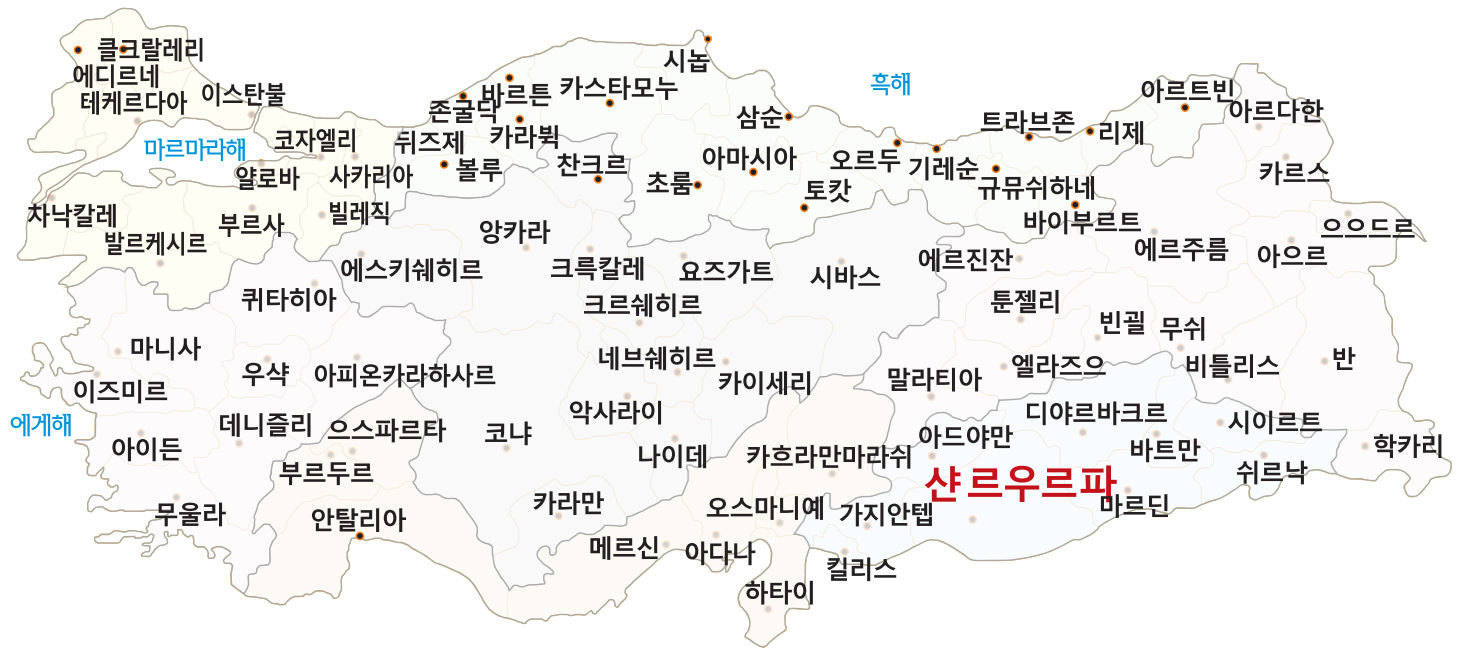 클크랄레리
에디르네
테케르다아
이스탄불
마르마라해
코자엘리
얄로바
사카리아
차낙칼레
발르케시르
부르사
빌레직
뒤즈제
볼루
존굴닥
바르튼
카라뷕
카스타모누
시놉
흑해
찬크르
초룸
아마시아
삼순
토캇
오르두
기레순
트라브존
리제
아르트빈
아르다한
규뮤쉬하네
바이부르트
카르스
으으드르
아으르
에르주름
에르진잔
앙카라
에스키쉐히르
크륵칼레
요즈가트
시바스
퀴타히아
크르쉐히르
툰젤리
빈괼
무쉬
비틀리스
반
마니사
이즈미르
우샥
아피온카라하사르
네브쉐히르
카이세리
말라티아
엘라즈으
에게해
아이든
데니즐리
으스파르타
부르두르
코냐
악사라이
나이데
카흐라만마라쉬
아드야만
디야르바크르
바트만
시이르트
쉬르낙
학카리
샨르우르파
마르딘
무울라
안탈리아
카라만
오스마니예
가지안텝
메르신
아다나
킬리스
하타이